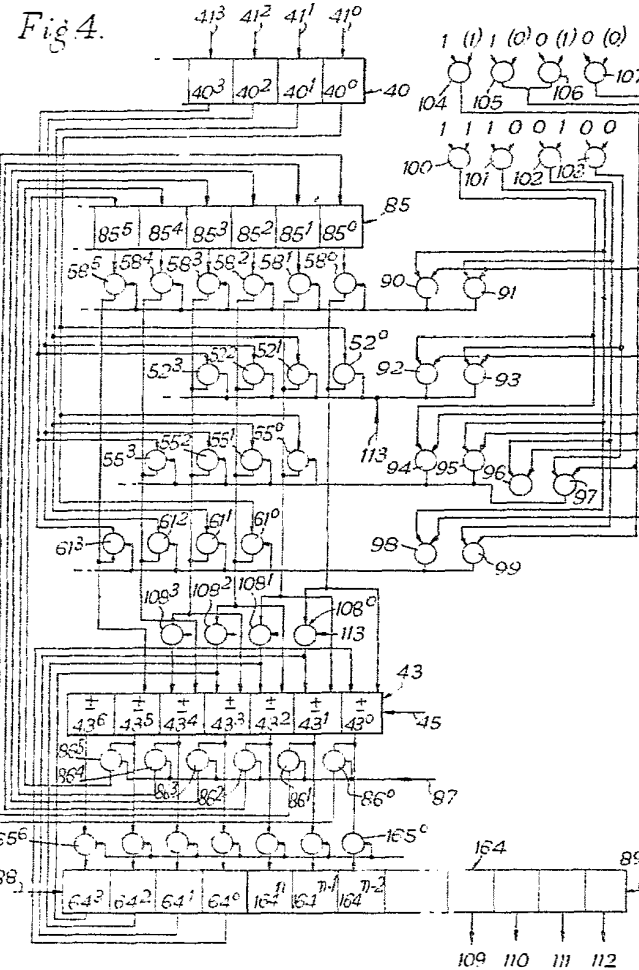 Fig 4.
41³ 41² 41¹ 41⁰
1 (1) 1 (0) 0 (1) 0 (0)
40³ 40² 40¹ 40⁰ 40
104 105 106 107
1 1 1 0 0 1 0 0
100 101 102 103
85⁵ 85⁴ 85³ 85² 85¹ 85⁰ 85
58⁵ 58⁴ 58³ 58² 58¹ 58⁰ 90 91
52³ 52² 52¹ 52⁰ 92 93
113
55³ 55² 55¹ 55⁰ 94 95 96 97
61³ 61² 61¹ 61⁰ 98 99
108³ 108² 108¹ 108⁰
113
43
± ± ± ± ± ± ±
43⁶ 43⁵ 43⁴ 43³ 43² 43¹ 43⁰ 45
86⁵ 86⁴ 86³ 86² 86¹ 86⁰ 87
65⁶ 165⁰ 164
88 89
64³ 64² 64¹ 64⁰ 164ⁿ 164ⁿ⁻¹ 164ⁿ⁻²
109 110 111 112